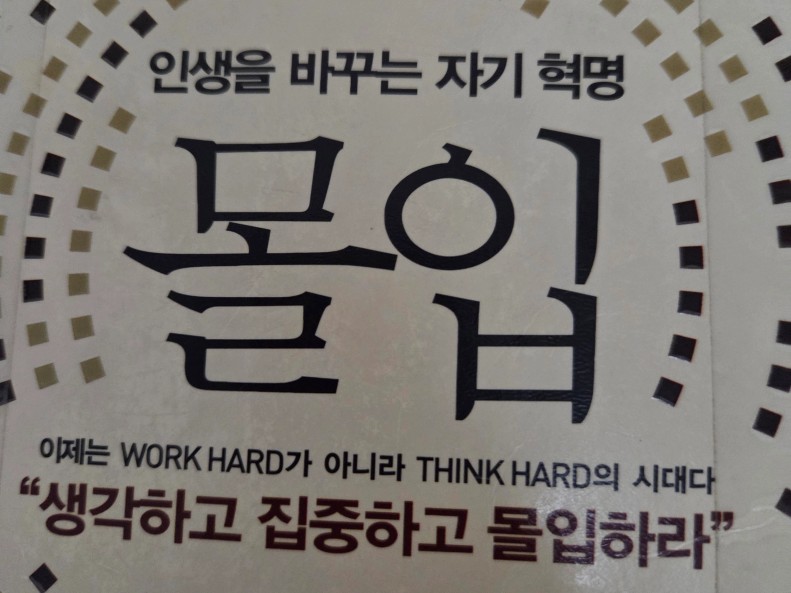 인생을 바꾸는 자기 혁명
몰입
이제는 WORK HARD가 아니라 THINK HARD의 시대다
“생각하고 집중하고 몰입하라”